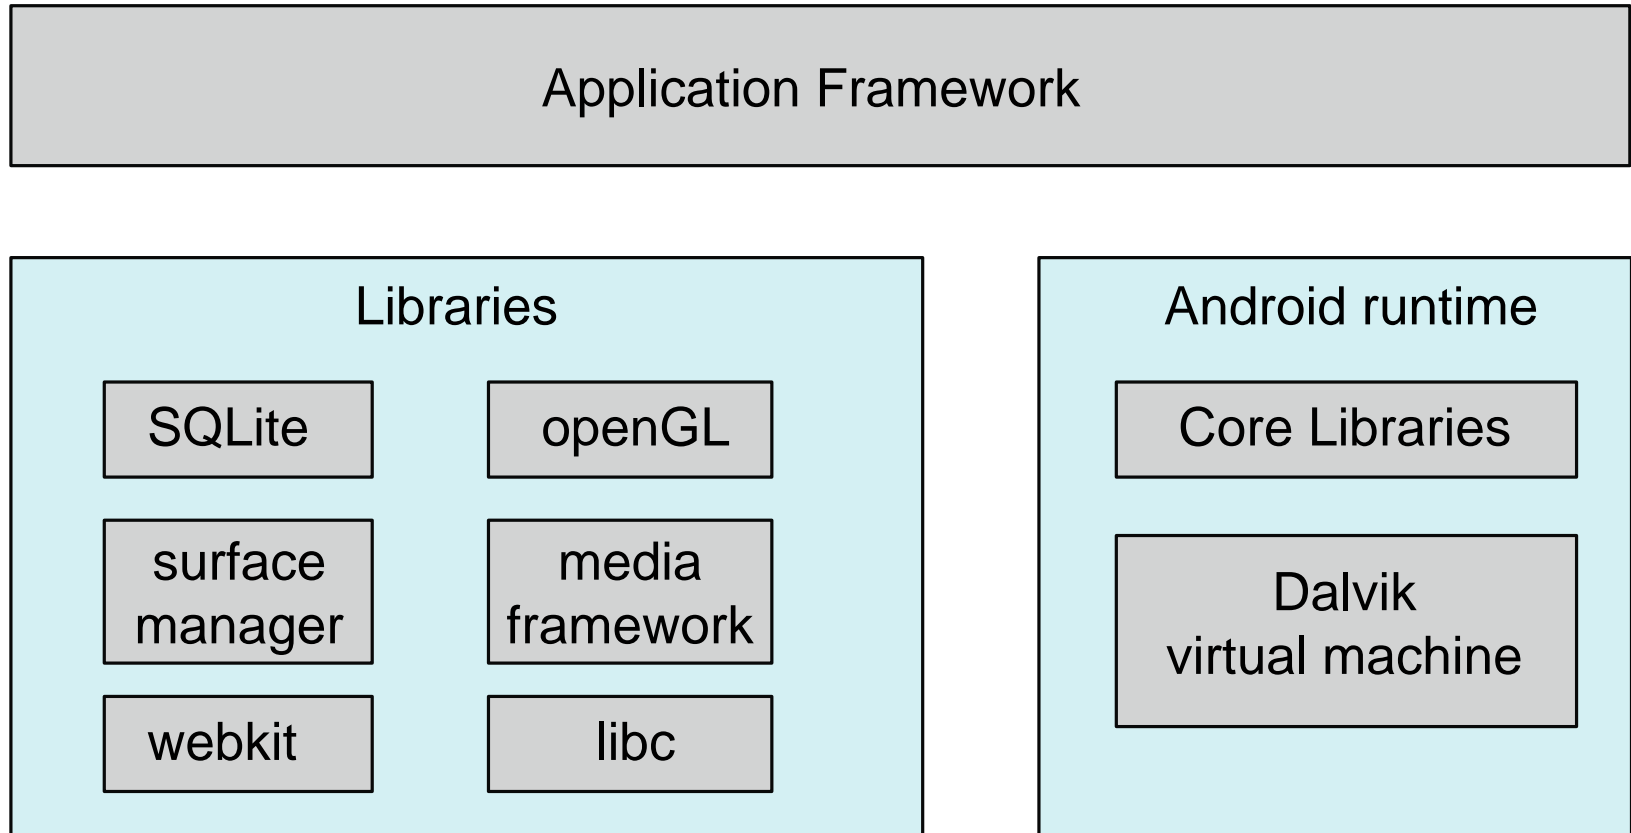 Application Framework
Libraries
SQLite
openGL
surface
manager
media
framework
webkit
libc
Android runtime
Core Libraries
Dalvik
virtual machine